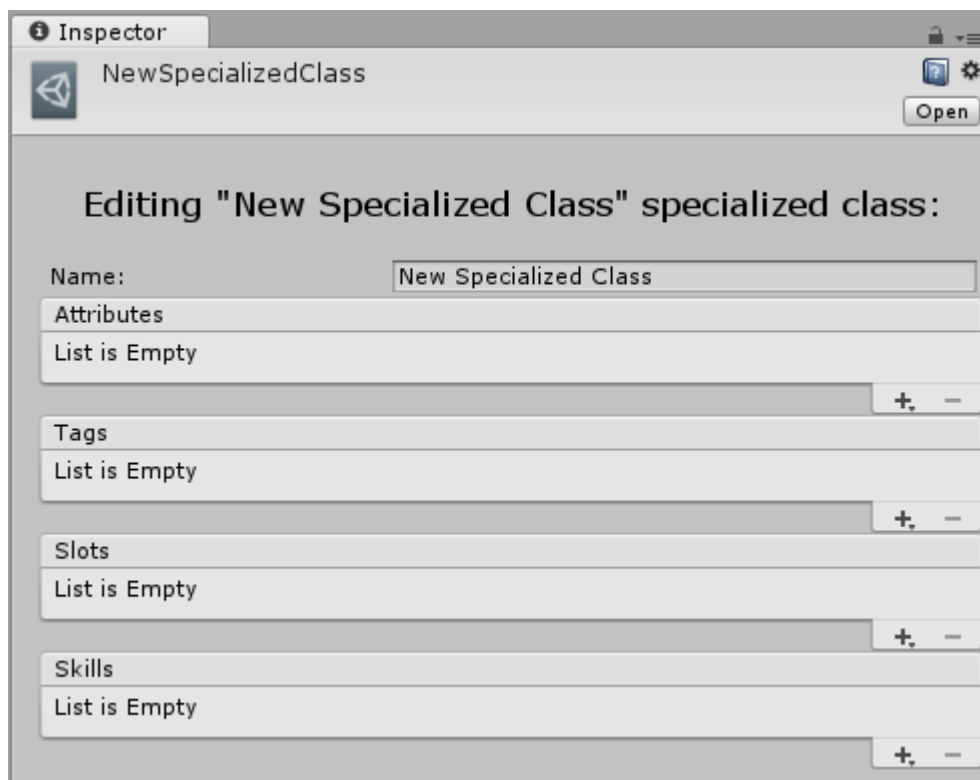 Inspector
NewSpecializedClass
Open
Editing "New Specialized Class" specialized class:
Name: New Specialized Class
Attributes
List is Empty
Tags
List is Empty
Slots
List is Empty
Skills
List is Empty